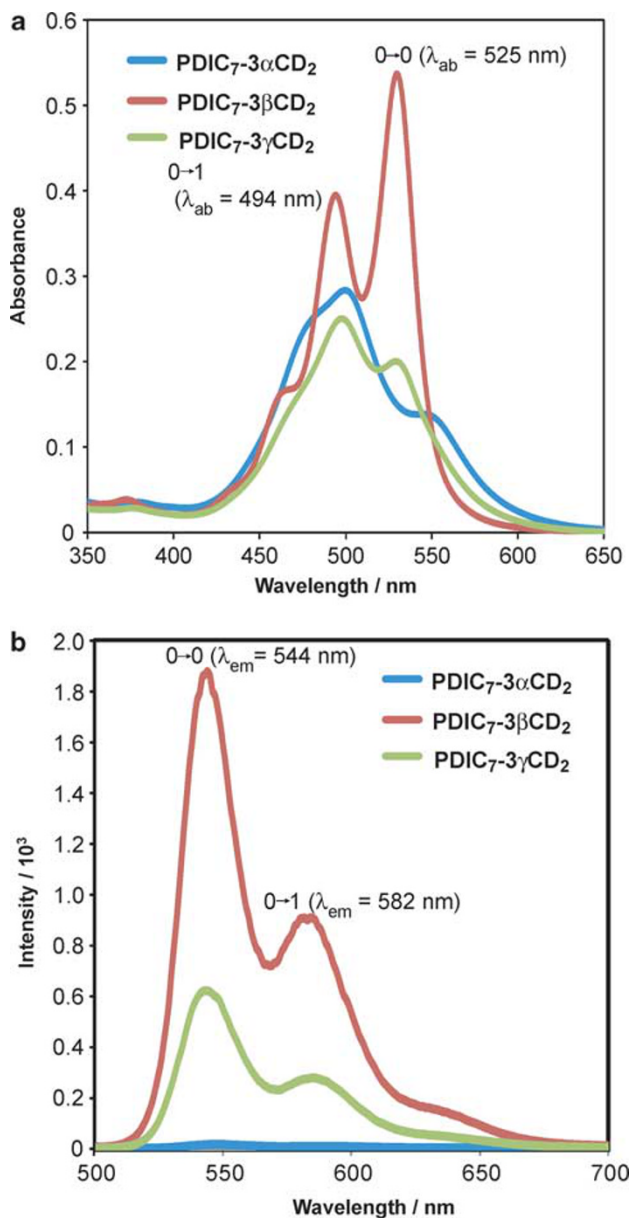 a
0.6
0.5
0.4
0.3
0.2
0.1
0
Absorbance
PDIC₇-3αCD₂
PDIC₇-3βCD₂
PDIC₇-3γCD₂
0→0 (λab = 525 nm)
0→1
(λab = 494 nm)
350 400 450 500 550 600 650
Wavelength / nm
b
2.0
1.8
1.6
1.4
1.2
1.0
0.8
0.6
0.4
0.2
0
Intensity / 10³
0→0 (λem = 544 nm)
PDIC₇-3αCD₂
PDIC₇-3βCD₂
PDIC₇-3γCD₂
0→1 (λem = 582 nm)
500 550 600 650 700
Wavelength / nm